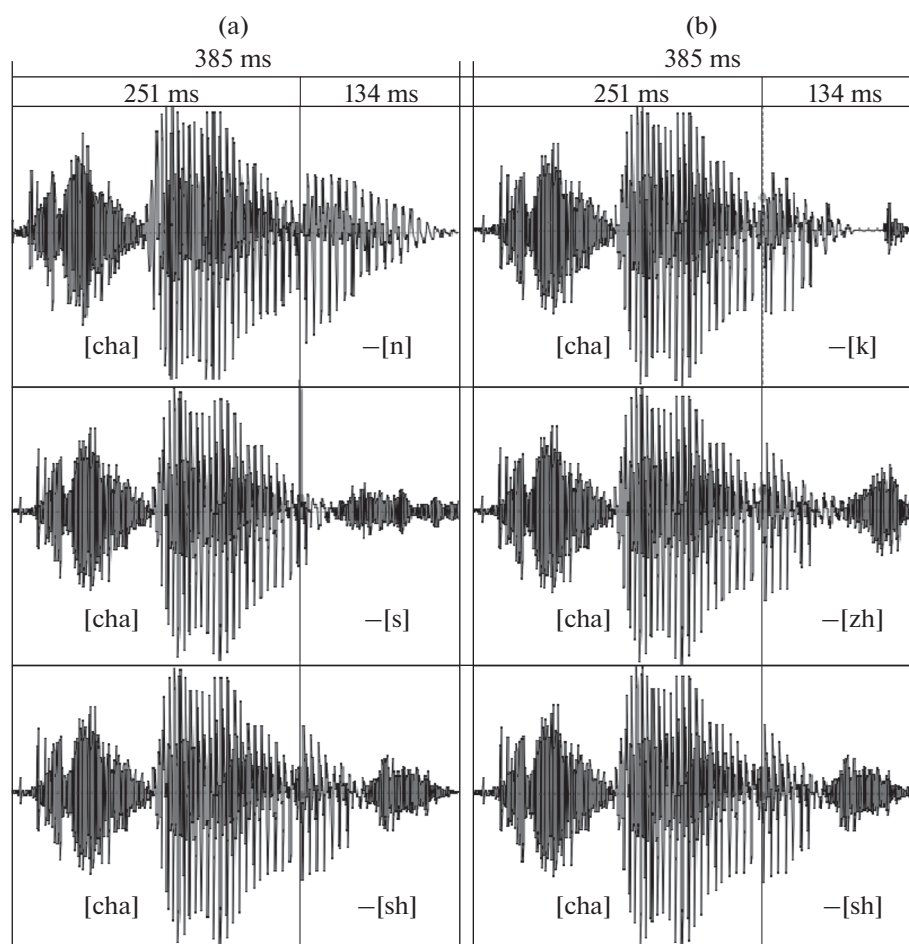 (a) (b)
385 ms 385 ms
251 ms 134 ms 251 ms 134 ms
[cha] –[n] [cha] –[k]
[cha] –[s] [cha] –[zh]
[cha] –[sh] [cha] –[sh]